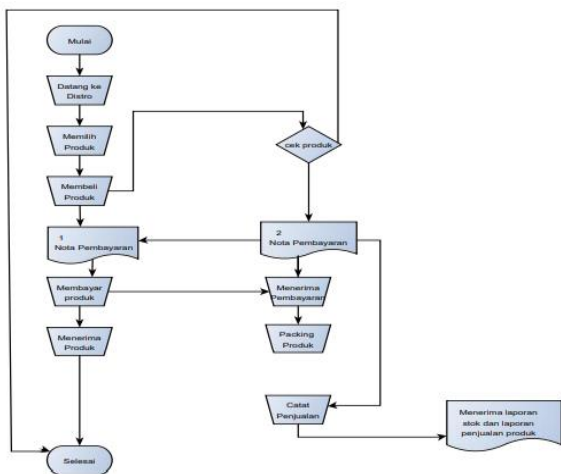 Mulai
Datang ke
Distro
Memilih
Produk
cek produk
Membeli
Produk
1
Nota Pembayaran
2
Nota Pembayaran
Membayar
produk
Menerima
Pembayaran
Menerima
Produk
Packing
Produk
Catat
Penjualan
Menerima laporan
stok dan laporan
penjualan produk
Selesai